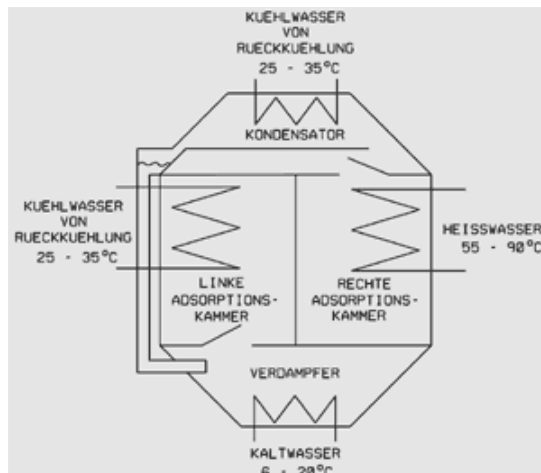 KUEHLWASSER
VON
RUECKKUEHLUNG
25 - 35°C
KONDENSATOR
KUEHLWASSER
VON
RUECKKUEHLUNG
25 - 35°C
HEISSWASSER
55 - 90°C
LINKE
ADSORPTIONS-
KAMMER
RECHTE
ADSORPTIONS-
KAMMER
VERDAMPFER
KALTWASSER
6 - 20°C